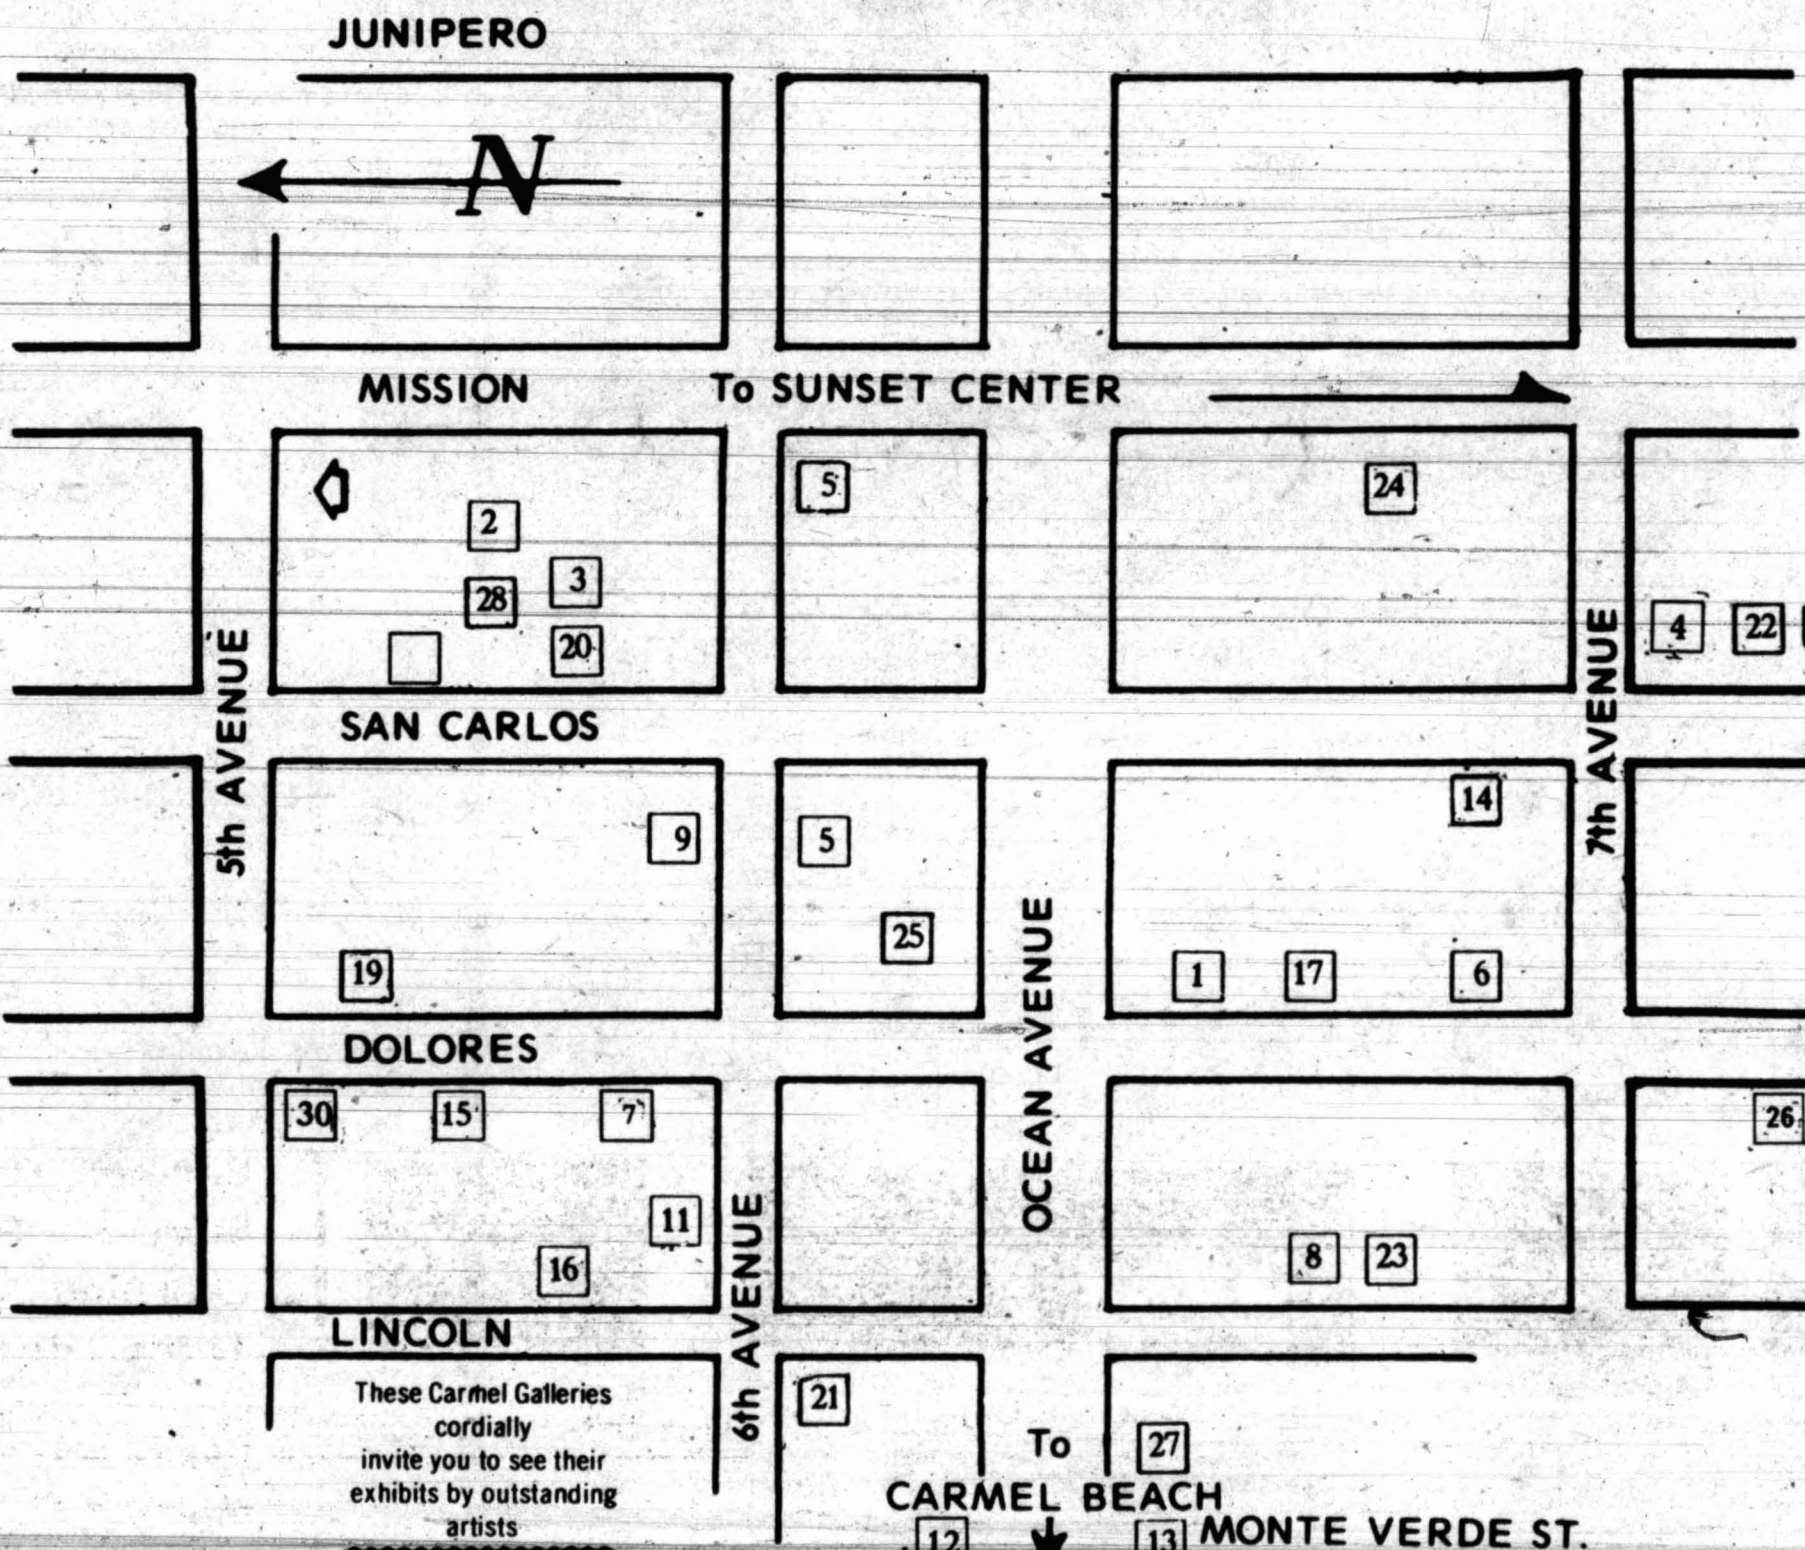 JUNIPERO
N
MISSION
To SUNSET CENTER
5
24
2
3
28
20
4
22
5th AVENUE
7th AVENUE
SAN CARLOS
14
9
5
25
19
1
17
6
OCEAN AVENUE
DOLORES
30
15
7
26
11
16
8
23
6th AVENUE
LINCOLN
These Carmel Galleries
cordially
invite you to see their
exhibits by outstanding
artists
21
27
To
CARMEL BEACH
12
13
MONTE VERDE ST.